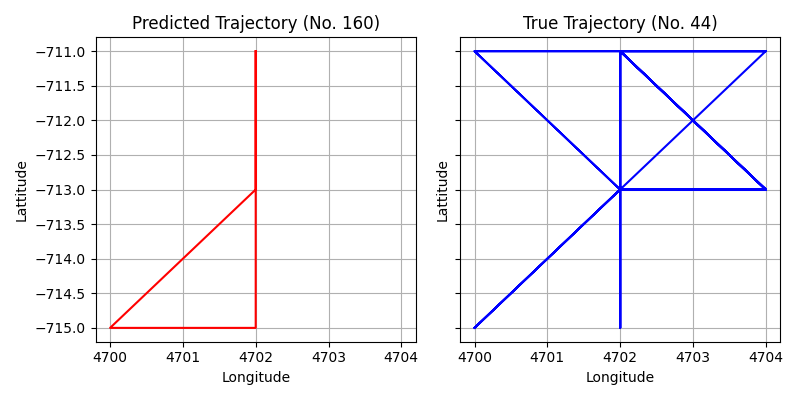 Predicted Trajectory (No. 160)
True Trajectory (No. 44)
−711.0
−711.5
−712.0
−712.5
−713.0
−713.5
−714.0
−714.5
−715.0
Lattitude
Lattitude
4700 4701 4702 4703 4704
4700 4701 4702 4703 4704
Longitude
Longitude